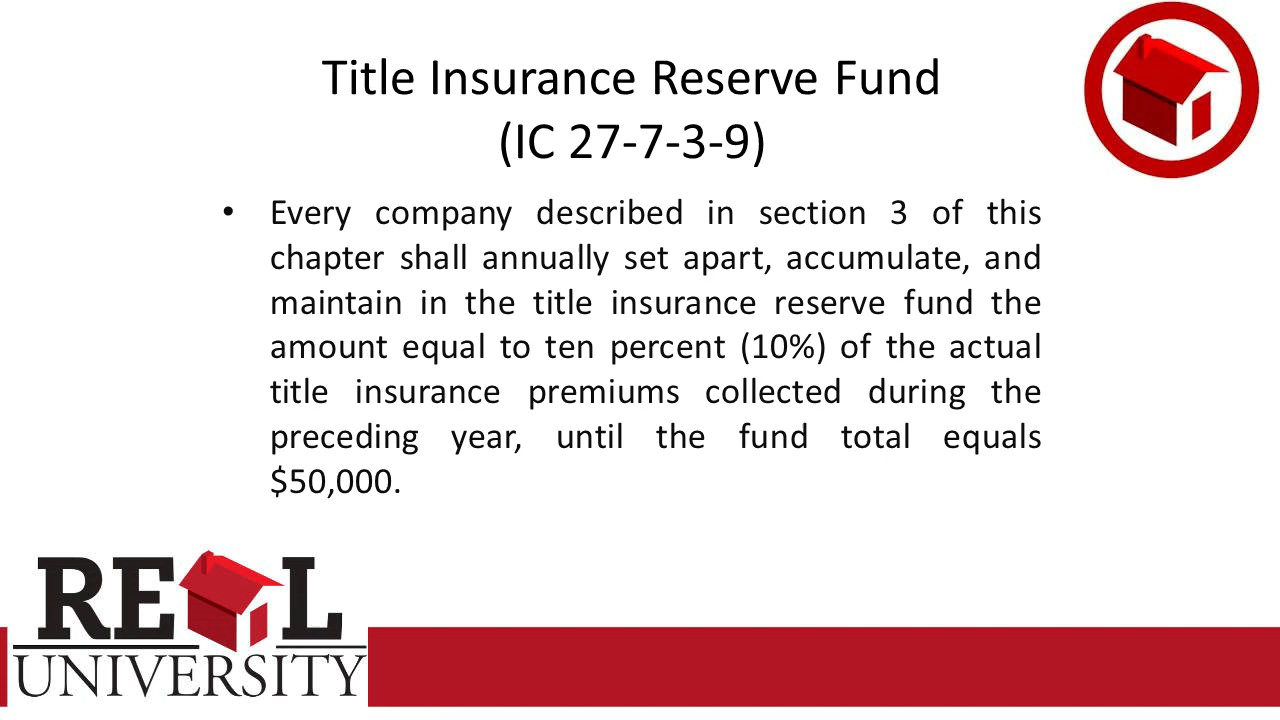 Title Insurance Reserve Fund
(IC 27-7-3-9)
• Every company described in section 3 of this
chapter shall annually set apart, accumulate, and
maintain in the title insurance reserve fund the
amount equal to ten percent (10%) of the actual
title insurance premiums collected during the
preceding year, until the fund total equals
$50,000.
RE L
UNIVERSITY